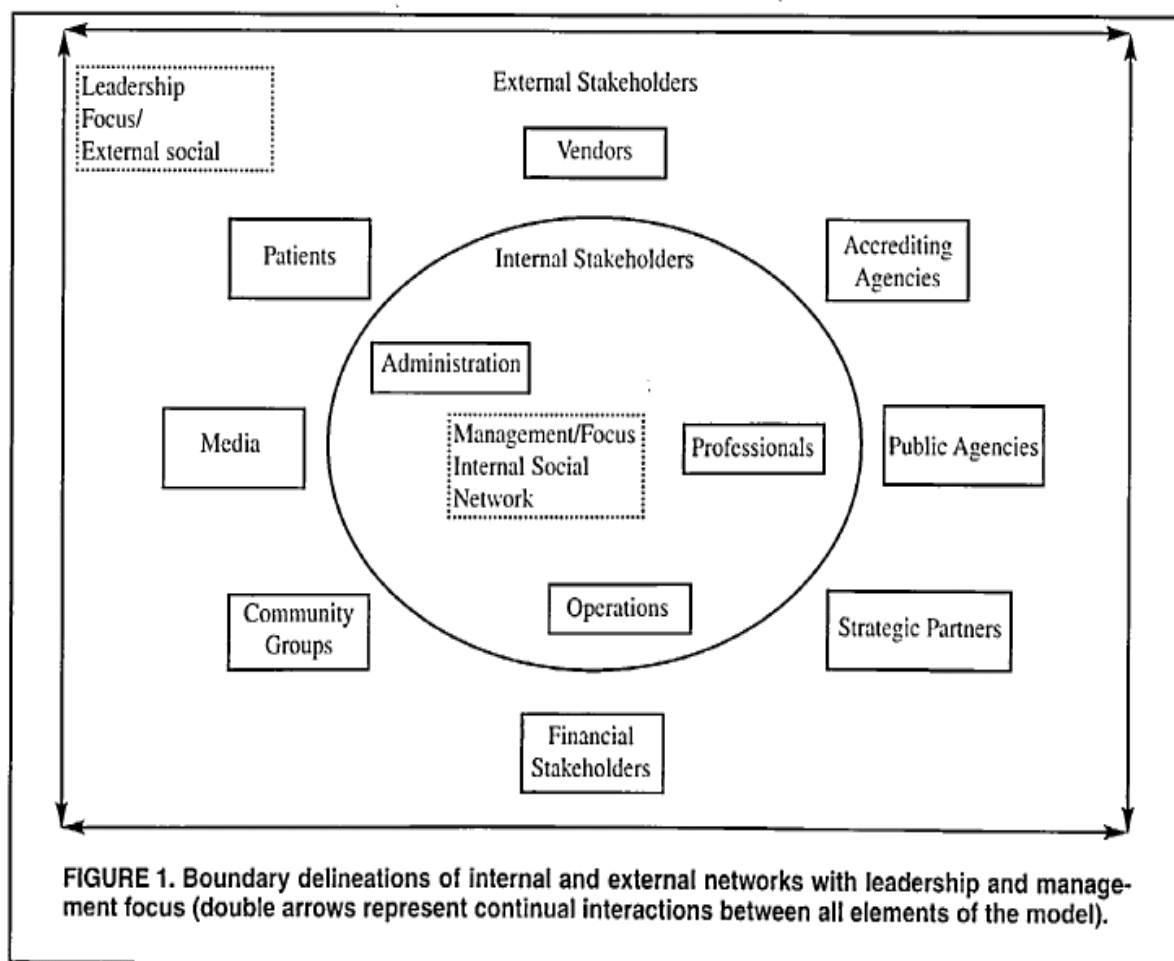 Leadership
Focus/
External social
External Stakeholders
Vendors
Patients
Internal Stakeholders
Accrediting
Agencies
Administration
Media
Management/Focus
Internal Social
Network
Professionals
Public Agencies
Community
Groups
Operations
Strategic Partners
Financial
Stakeholders
FIGURE 1. Boundary delineations of internal and external networks with leadership and manage-
ment focus (double arrows represent continual interactions between all elements of the model).